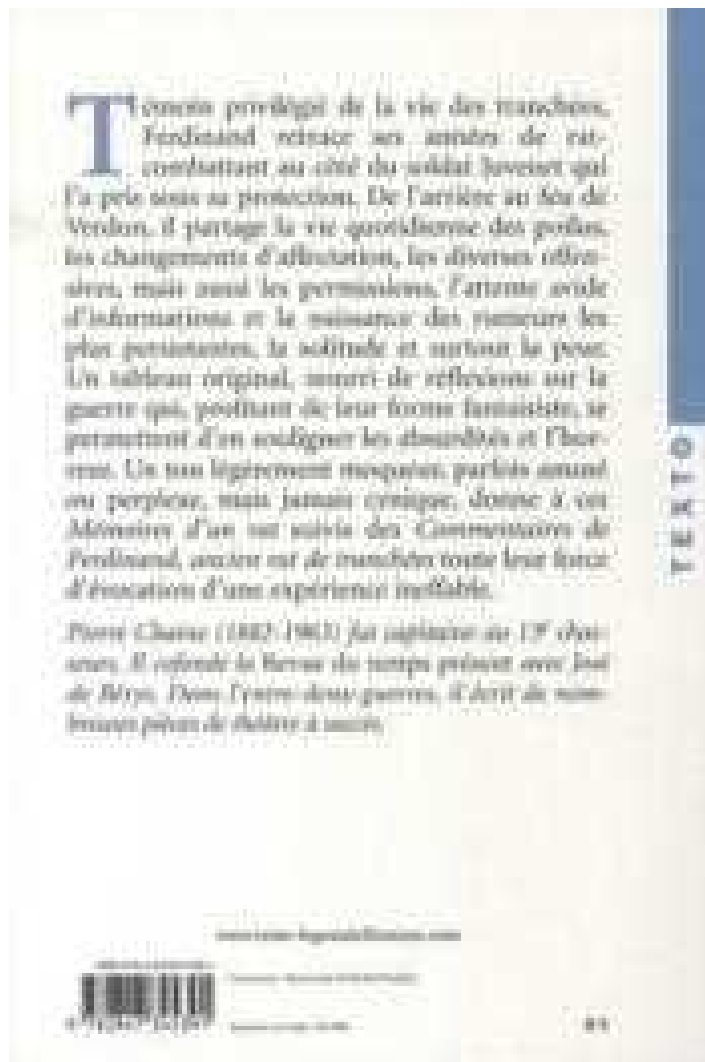 Témoin privilégié de la vie des tranchées,
Ferdinand retrace ses années de rat-
combattant au côté du soldat Juvenet qui
l'a pris sous sa protection. De l'arrière au feu de
Verdun, il partage la vie quotidienne des poilus,
les changements d'affectation, les diverses offen-
sives, mais aussi les permissions, l'attente avide
d'informations et la naissance des rumeurs les
plus persistantes, la solitude et surtout la peur.
Un tableau original, nourri de réflexions sur la
guerre qui, profitant de leur forme fantaisiste, se
permettent d'en souligner les absurdités et l'hor-
reur. Un ton légèrement moqueur, parfois amusé
ou perplexe, mais jamais cynique, donne à ces
Mémoires d'un rat suivis des Commentaires de
Ferdinand, ancien rat de tranchées toute leur force
d'évocation d'une expérience ineffable.
Pierre Chaine (1882-1963) fut capitaine au 13e chas-
seurs. Il refonde la Revue du temps présent avec José
de Bérys. Dans l'entre-deux-guerres, il écrit de nom-
breuses pièces de théâtre à succès.
TEXTO